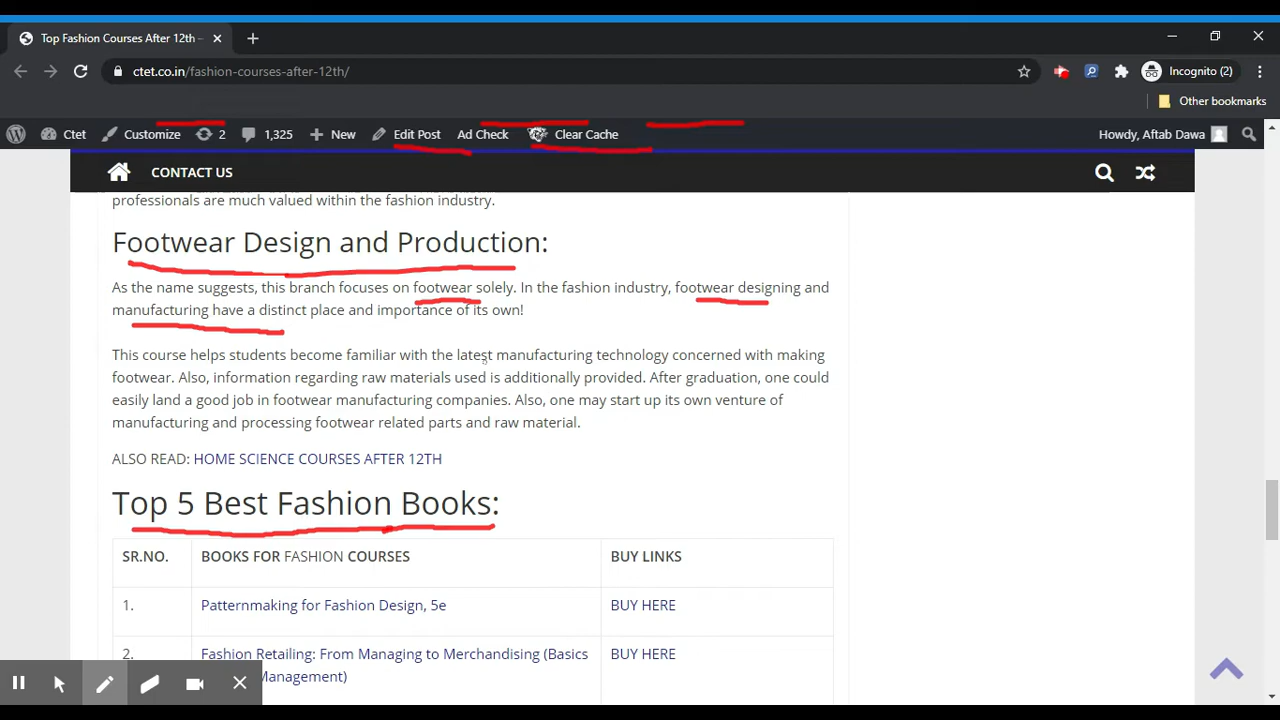 Top Fashion Courses After 12th –
ctet.co.in/fashion-courses-after-12th/
Incognito (2)
Other bookmarks
Ctet Customize 2 1,325 New Edit Post Ad Check Clear Cache Howdy, Aftab Dawa
CONTACT US
professionals are much valued within the fashion industry.
Footwear Design and Production:
As the name suggests, this branch focuses on footwear solely. In the fashion industry, footwear designing and
manufacturing have a distinct place and importance of its own!
This course helps students become familiar with the latest manufacturing technology concerned with making
footwear. Also, information regarding raw materials used is additionally provided. After graduation, one could
easily land a good job in footwear manufacturing companies. Also, one may start up its own venture of
manufacturing and processing footwear related parts and raw material.
ALSO READ: HOME SCIENCE COURSES AFTER 12TH
Top 5 Best Fashion Books:
SR.NO. BOOKS FOR FASHION COURSES BUY LINKS
1. Patternmaking for Fashion Design, 5e BUY HERE
2. Fashion Retailing: From Managing to Merchandising (Basics BUY HERE
Management)